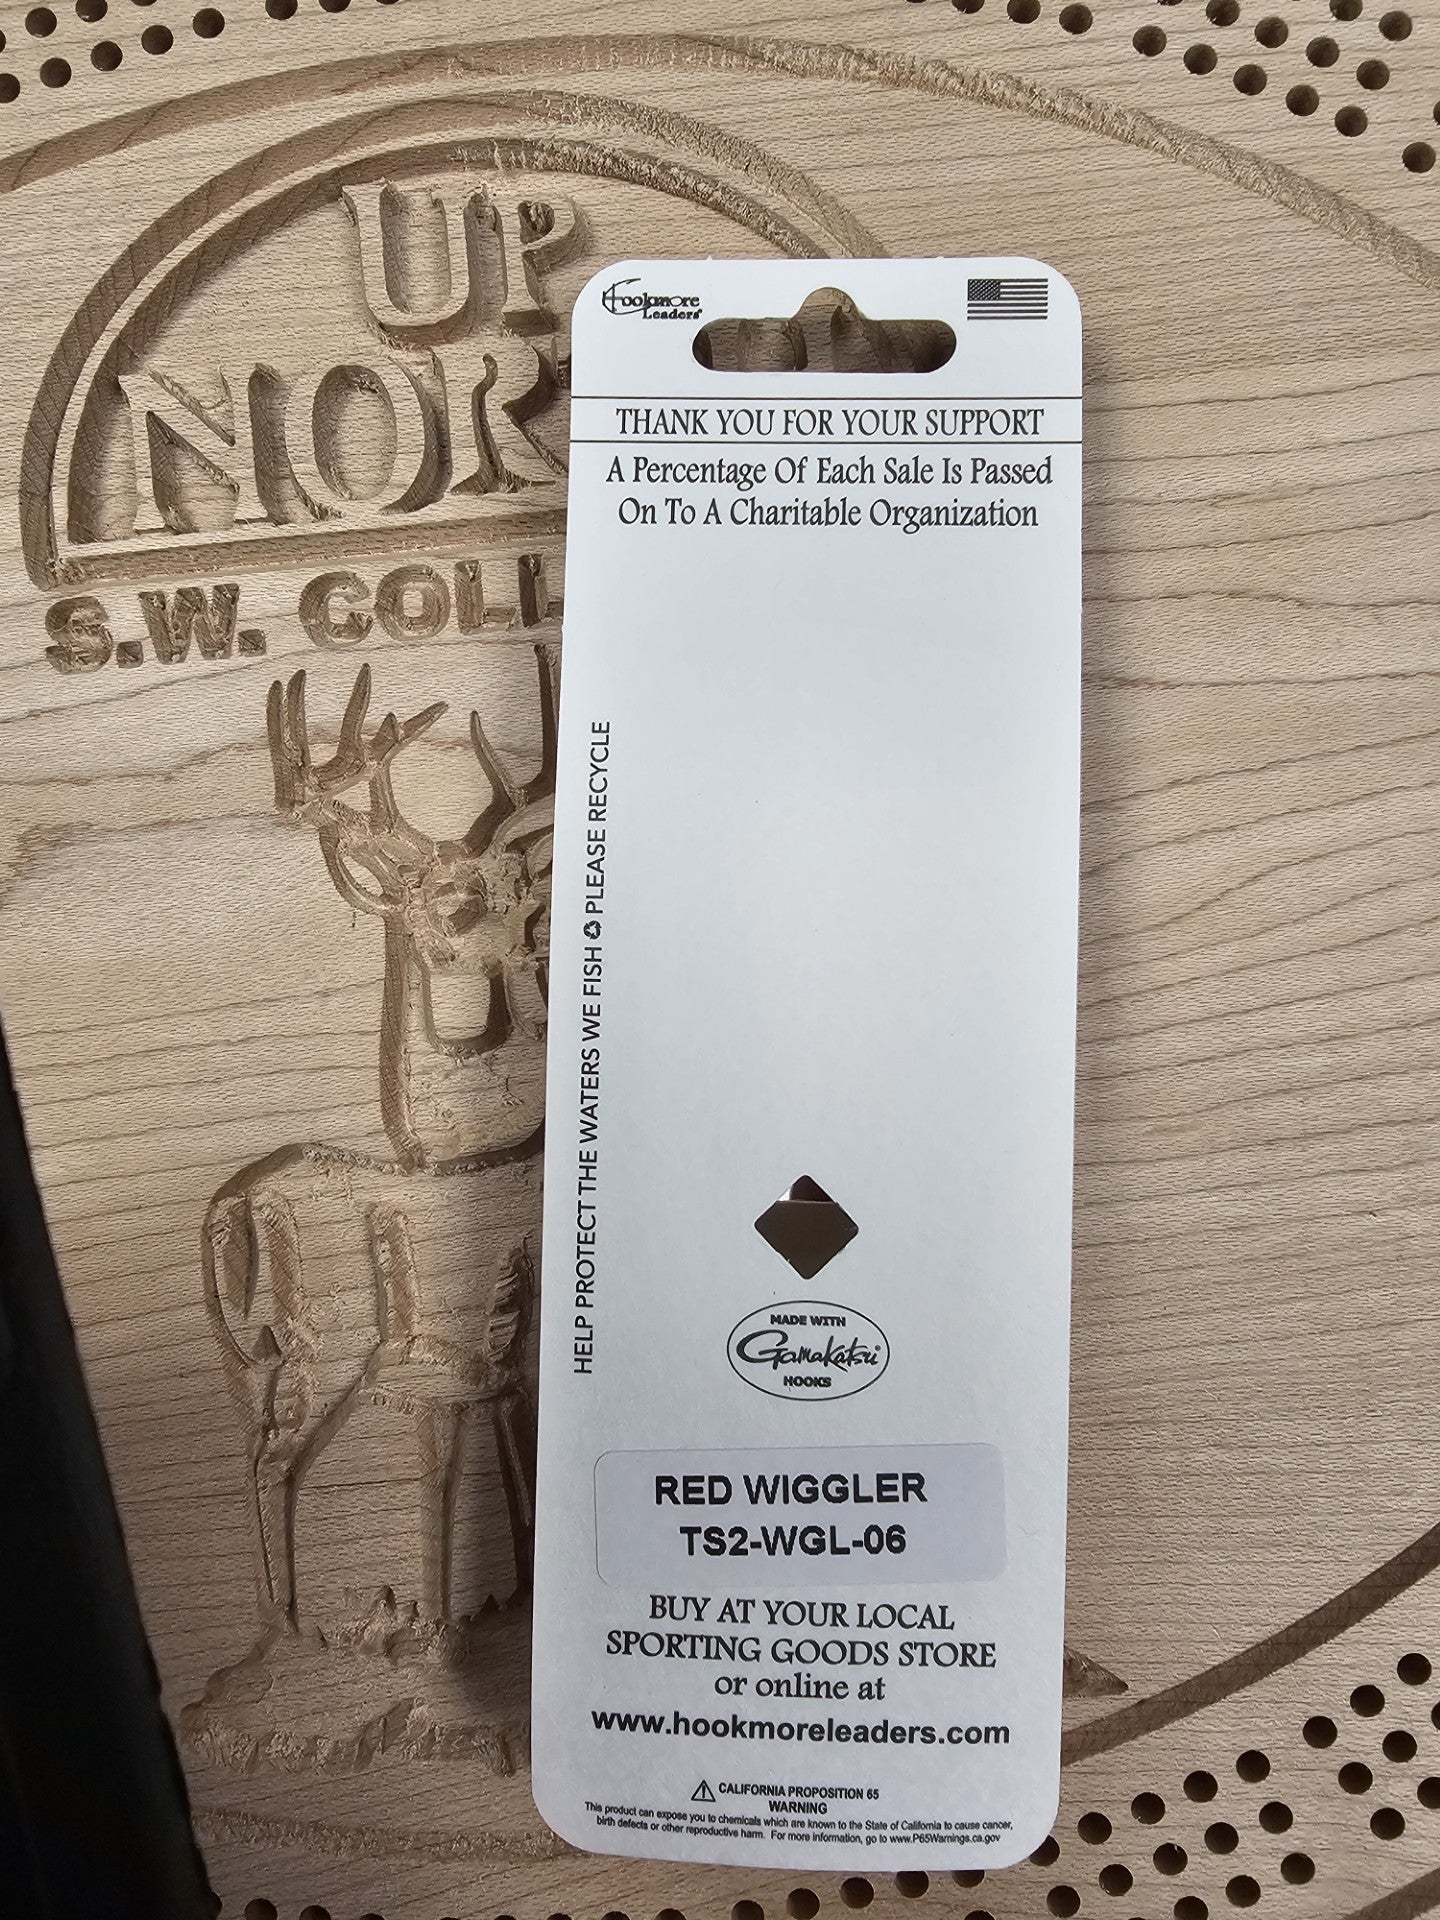 UP
NOR
S.W. COLL
Hookmore
Leaders
THANK YOU FOR YOUR SUPPORT
A Percentage Of Each Sale Is Passed
On To A Charitable Organization
HELP PROTECT THE WATERS WE FISH ♻ PLEASE RECYCLE
MADE WITH
Gamakatsu
HOOKS
RED WIGGLER
TS2-WGL-06
BUY AT YOUR LOCAL
SPORTING GOODS STORE
or online at
www.hookmoreleaders.com
⚠ CALIFORNIA PROPOSITION 65
WARNING
This product can expose you to chemicals which are known to the State of California to cause cancer,
birth defects or other reproductive harm. For more information, go to www.P65Warnings.ca.gov